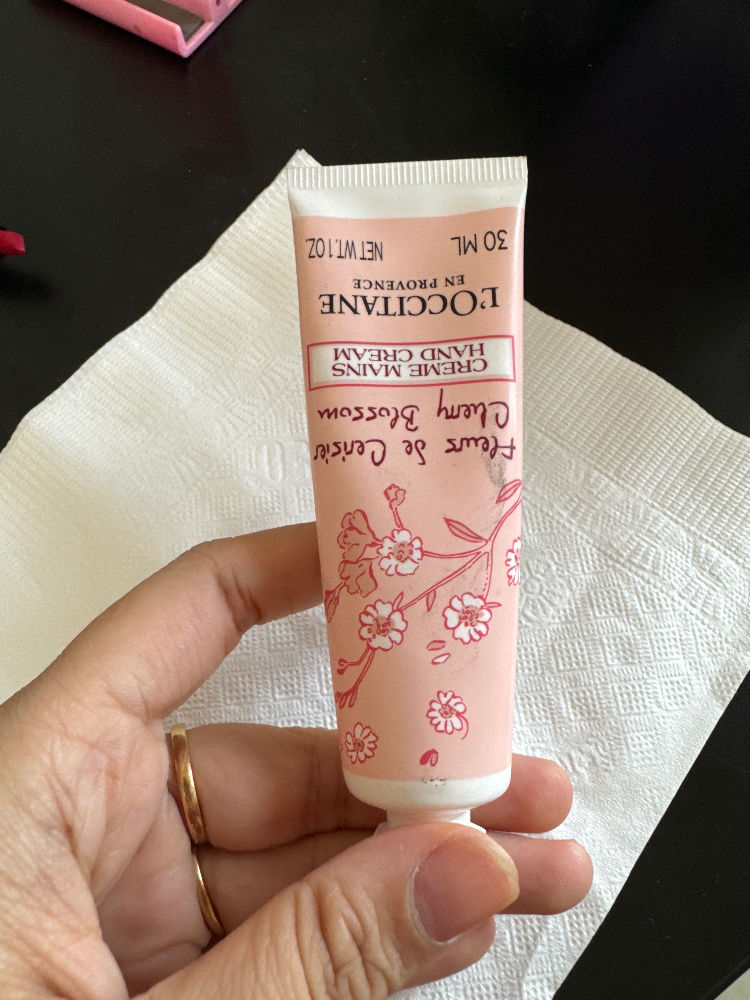 Fleurs de Cerisier
Cherry Blossom
CREME MAINS
HAND CREAM
L'OCCITANE
EN PROVENCE
30 ML NET WT. 1 OZ.